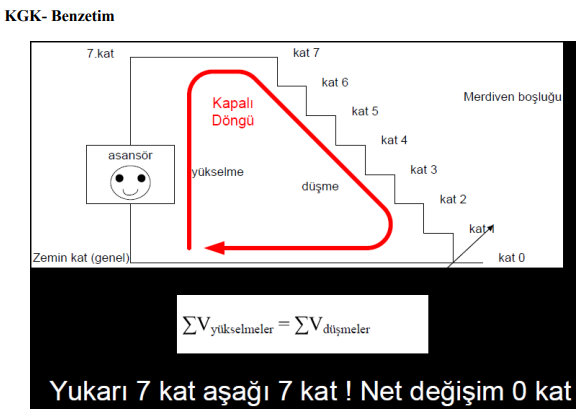 KGK- Benzetim
7.kat
kat 7
kat 6
Kapalı
Döngü
Merdiven boşluğu
kat 5
kat 4
asansör
yükselme
kat 3
düşme
kat 2
kat 1
Zemin kat (genel)
kat 0
∑Vyükselmeler = ∑Vdüşmeler
Yukarı 7 kat aşağı 7 kat ! Net değişim 0 kat